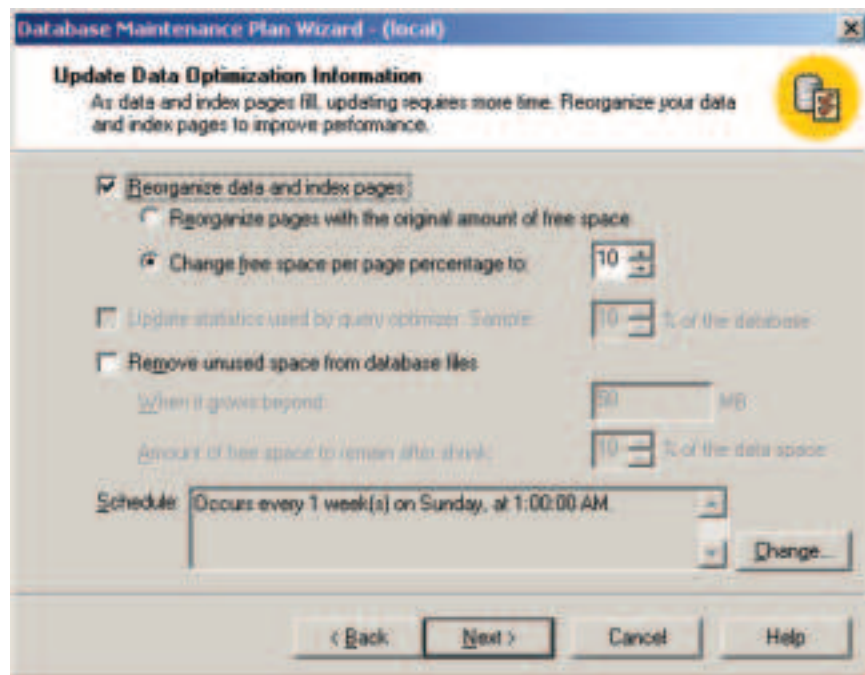 Database Maintenance Plan Wizard - (local)
Update Data Optimization Information
As data and index pages fill, updating requires more time. Reorganize your data
and index pages to improve performance.
Reorganize data and index pages
Reorganize pages with the original amount of free space
Change free space per page percentage to: 10
Update statistics used by query optimizer. Sample: 10 % of the database
Remove unused space from database files
When it grows beyond: 50 MB
Amount of free space to remain after shrink: 10 % of the data space
Schedule: Occurs every 1 week(s) on Sunday, at 1:00:00 AM.
Change...
< Back Next > Cancel Help